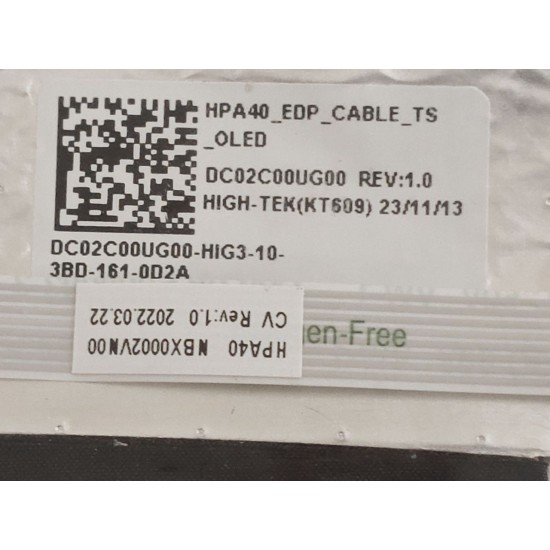 HPA40_EDP_CABLE_TS
_OLED
DC02C00UG00 REV:1.0
HIGH-TEK(KT609) 23/11/13
DC02C00UG00-HiG3-10-
3BD-161-0D2A
HPA40 NBX0002VN00
CV Rev:1.0 2022.03.22
en-Free